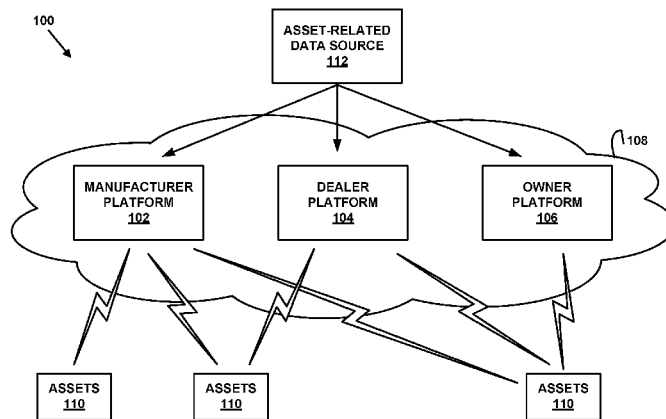 100
ASSET-RELATED
DATA SOURCE
112
108
MANUFACTURER
PLATFORM
102
DEALER
PLATFORM
104
OWNER
PLATFORM
106
ASSETS
110
ASSETS
110
ASSETS
110